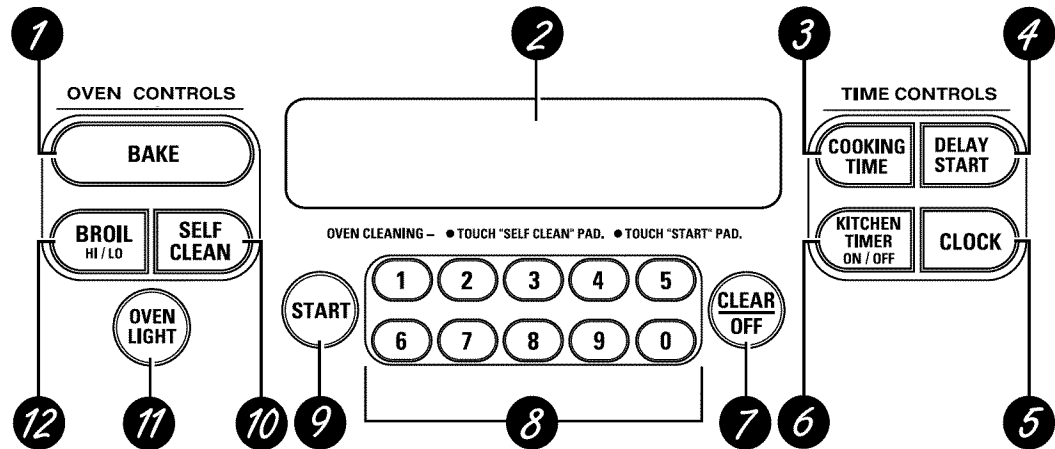 1
2
3
4
OVEN CONTROLS
TIME CONTROLS
BAKE
COOKING
TIME
DELAY
START
BROIL
HI / LO
SELF
CLEAN
OVEN CLEANING – ● TOUCH "SELF CLEAN" PAD. ● TOUCH "START" PAD.
KITCHEN
TIMER
ON / OFF
CLOCK
OVEN
LIGHT
START
1 2 3 4 5
6 7 8 9 0
CLEAR
OFF
12
11
10
9
8
7
6
5